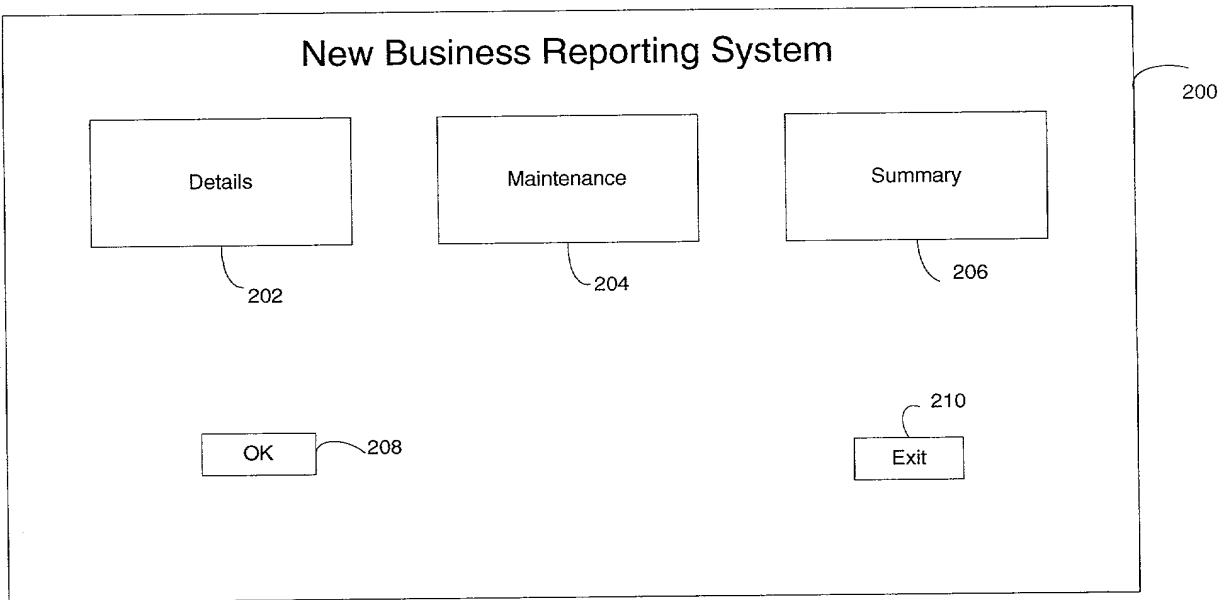 New Business Reporting System
200
Details
Maintenance
Summary
202
204
206
210
OK
208
Exit